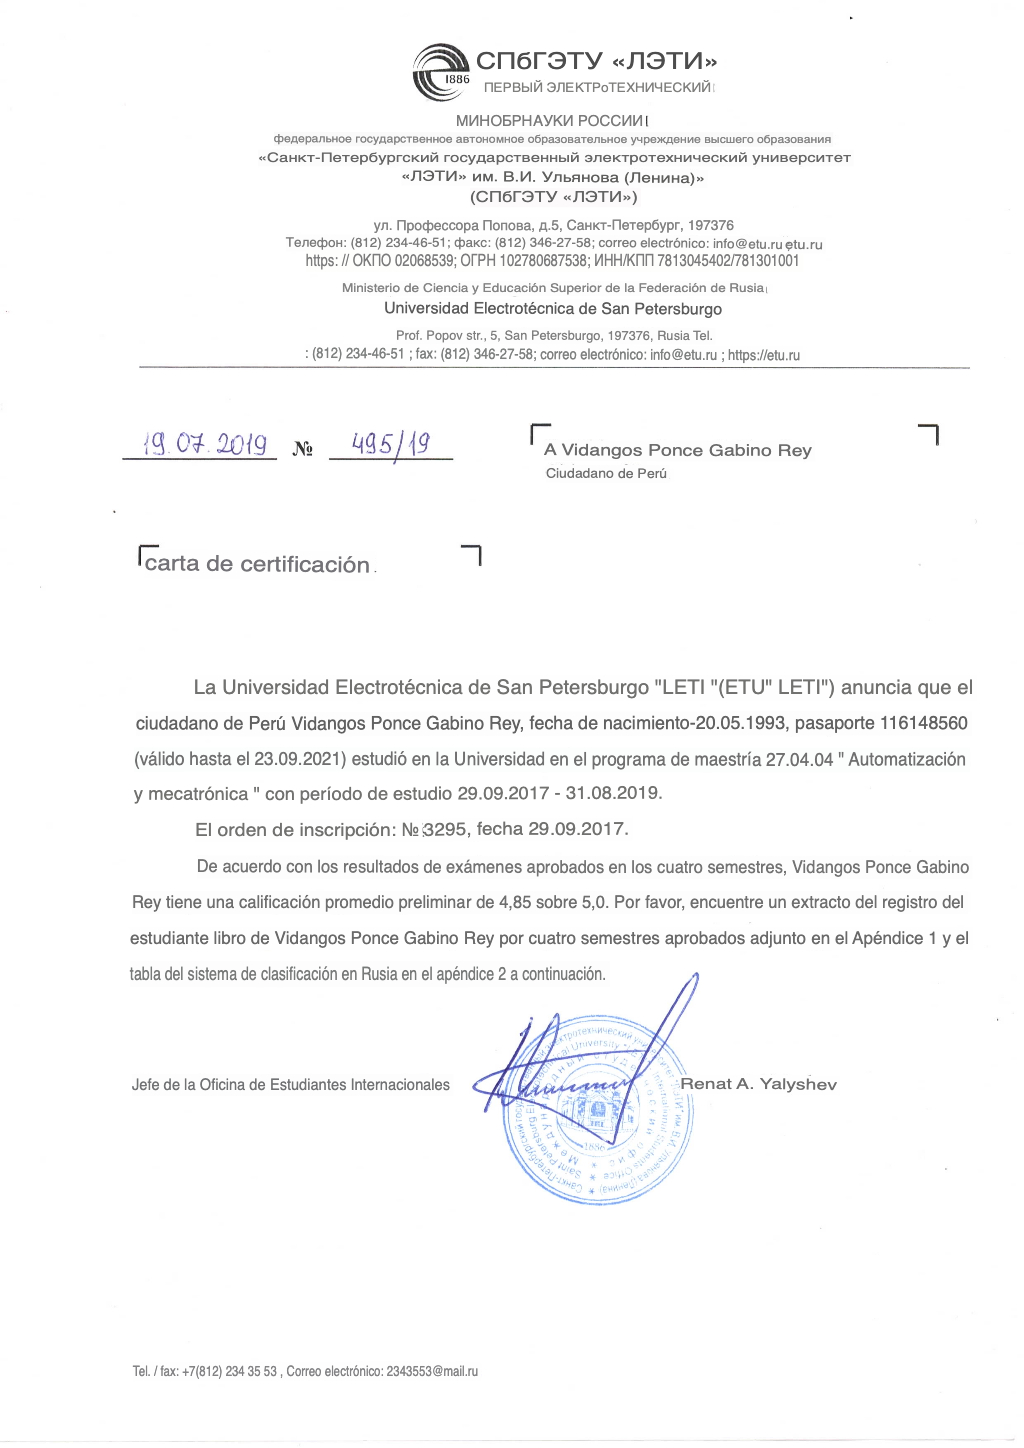 СПбГЭТУ «ЛЭТИ»
1886
ПЕРВЫЙ ЭЛЕКТРоТЕХНИЧЕСКИЙ
МИНОБРНАУКИ РОССИИ
федеральное государственное автономное образовательное учреждение высшего образования
«Санкт-Петербургский государственный электротехнический университет
«ЛЭТИ» им. В.И. Ульянова (Ленина)»
(СПбГЭТУ «ЛЭТИ»)
ул. Профессора Попова, д.5, Санкт-Петербург, 197376
Телефон: (812) 234-46-51; факс: (812) 346-27-58; correo electrónico: info@etu.ru etu.ru
https: // ОКПО 02068539; ОГРН 102780687538; ИНН/КПП 7813045402/781301001
Ministerio de Ciencia y Educación Superior de la Federación de Rusia
Universidad Electrotécnica de San Petersburgo
Prof. Popov str., 5, San Petersburgo, 197376, Rusia Tel.
: (812) 234-46-51 ; fax: (812) 346-27-58; correo electrónico: info@etu.ru ; https://etu.ru
19.07.2019 № 495/19
A Vidangos Ponce Gabino Rey
Ciudadano de Perú
carta de certificación.
La Universidad Electrotécnica de San Petersburgo "LETI "(ETU" LETI") anuncia que el
ciudadano de Perú Vidangos Ponce Gabino Rey, fecha de nacimiento-20.05.1993, pasaporte 116148560
(válido hasta el 23.09.2021) estudió en la Universidad en el programa de maestría 27.04.04 " Automatización
y mecatrónica " con período de estudio 29.09.2017 - 31.08.2019.
El orden de inscripción: №3295, fecha 29.09.2017.
De acuerdo con los resultados de exámenes aprobados en los cuatro semestres, Vidangos Ponce Gabino
Rey tiene una calificación promedio preliminar de 4,85 sobre 5,0. Por favor, encuentre un extracto del registro del
estudiante libro de Vidangos Ponce Gabino Rey por cuatro semestres aprobados adjunto en el Apéndice 1 y el
tabla del sistema de clasificación en Rusia en el apéndice 2 a continuación.
Jefe de la Oficina de Estudiantes Internacionales
Renat A. Yalyshev
1886
Tel. / fax: +7(812) 234 35 53 , Correo electrónico: 2343553@mail.ru